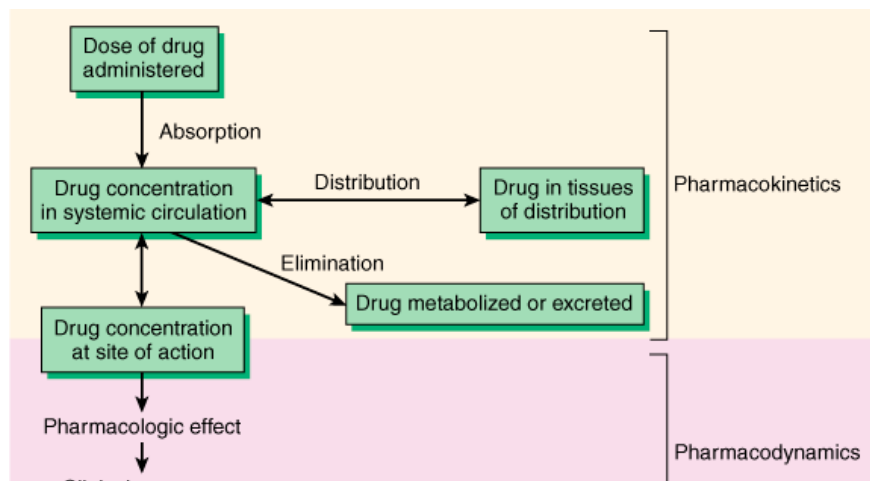 Dose of drug
administered
Absorption
Drug concentration
in systemic circulation
Distribution
Drug in tissues
of distribution
Pharmacokinetics
Elimination
Drug metabolized or excreted
Drug concentration
at site of action
Pharmacologic effect
Pharmacodynamics